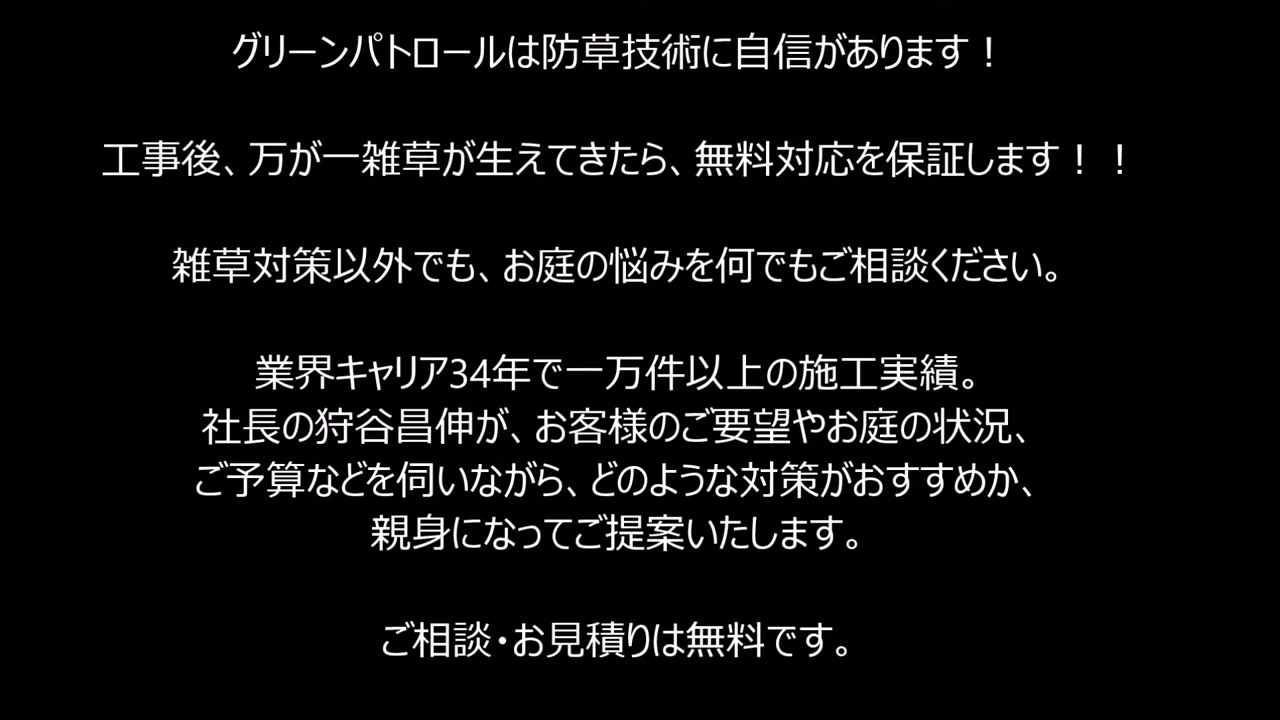 グリーンパトロールは防草技術に自信があります！
工事後、万が一雑草が生えてきたら、無料対応を保証します！！
雑草対策以外でも、お庭の悩みを何でもご相談ください。
業界キャリア34年で一万件以上の施工実績。
社長の狩谷昌伸が、お客様のご要望やお庭の状況、
ご予算などを伺いながら、どのような対策がおすすめか、
親身になってご提案いたします。
ご相談・お見積りは無料です。